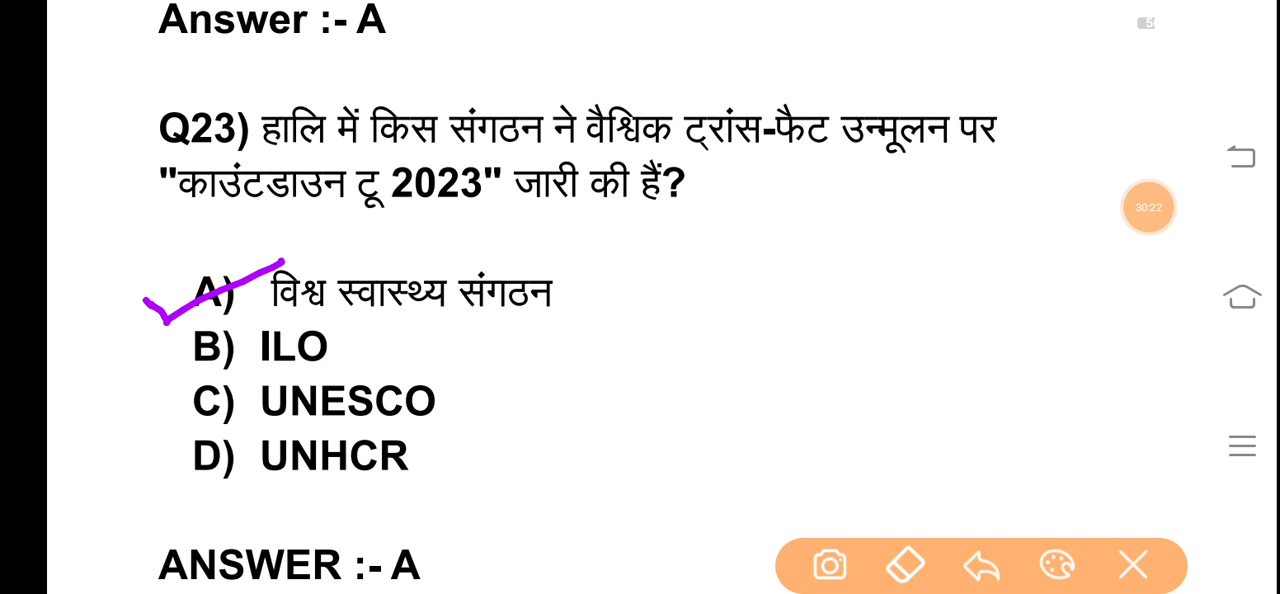 Answer :- A
Q23) हालि में किस संगठन ने वैश्विक ट्रांस-फैट उन्मूलन पर
"काउंटडाउन टू 2023" जारी की हैं?
30:22
A) विश्व स्वास्थ्य संगठन
B) ILO
C) UNESCO
D) UNHCR
ANSWER :- A